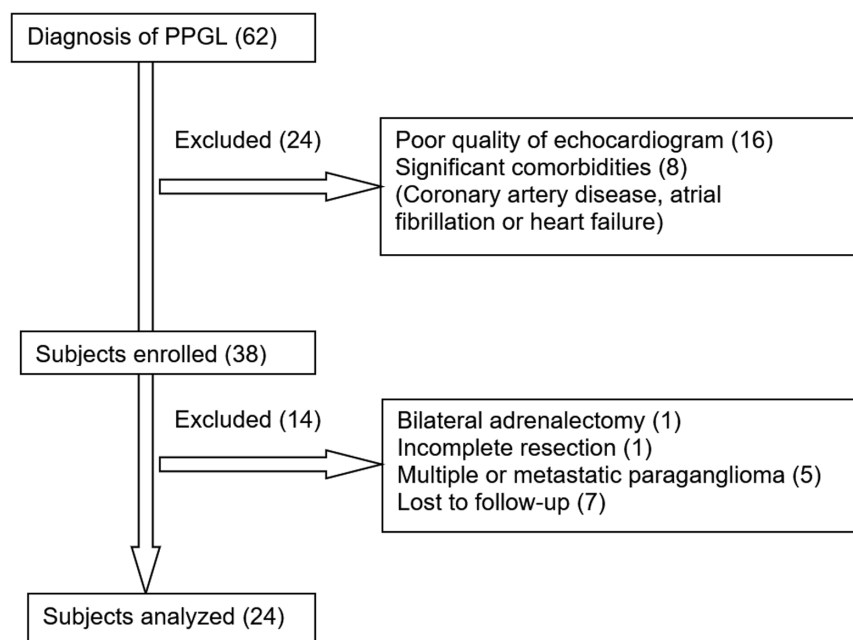 Diagnosis of PPGL (62)
Excluded (24)
Poor quality of echocardiogram (16)
Significant comorbidities (8)
(Coronary artery disease, atrial
fibrillation or heart failure)
Subjects enrolled (38)
Excluded (14)
Bilateral adrenalectomy (1)
Incomplete resection (1)
Multiple or metastatic paraganglioma (5)
Lost to follow-up (7)
Subjects analyzed (24)